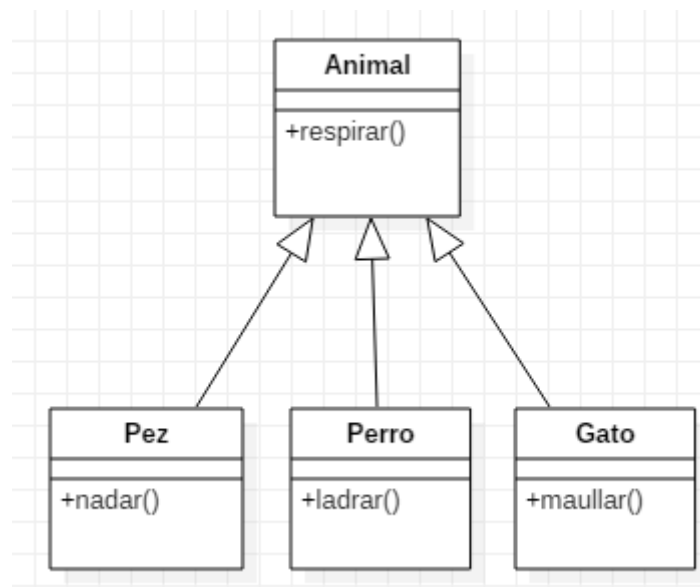 Animal
+respirar()
Pez
+nadar()
Perro
+ladrar()
Gato
+maullar()